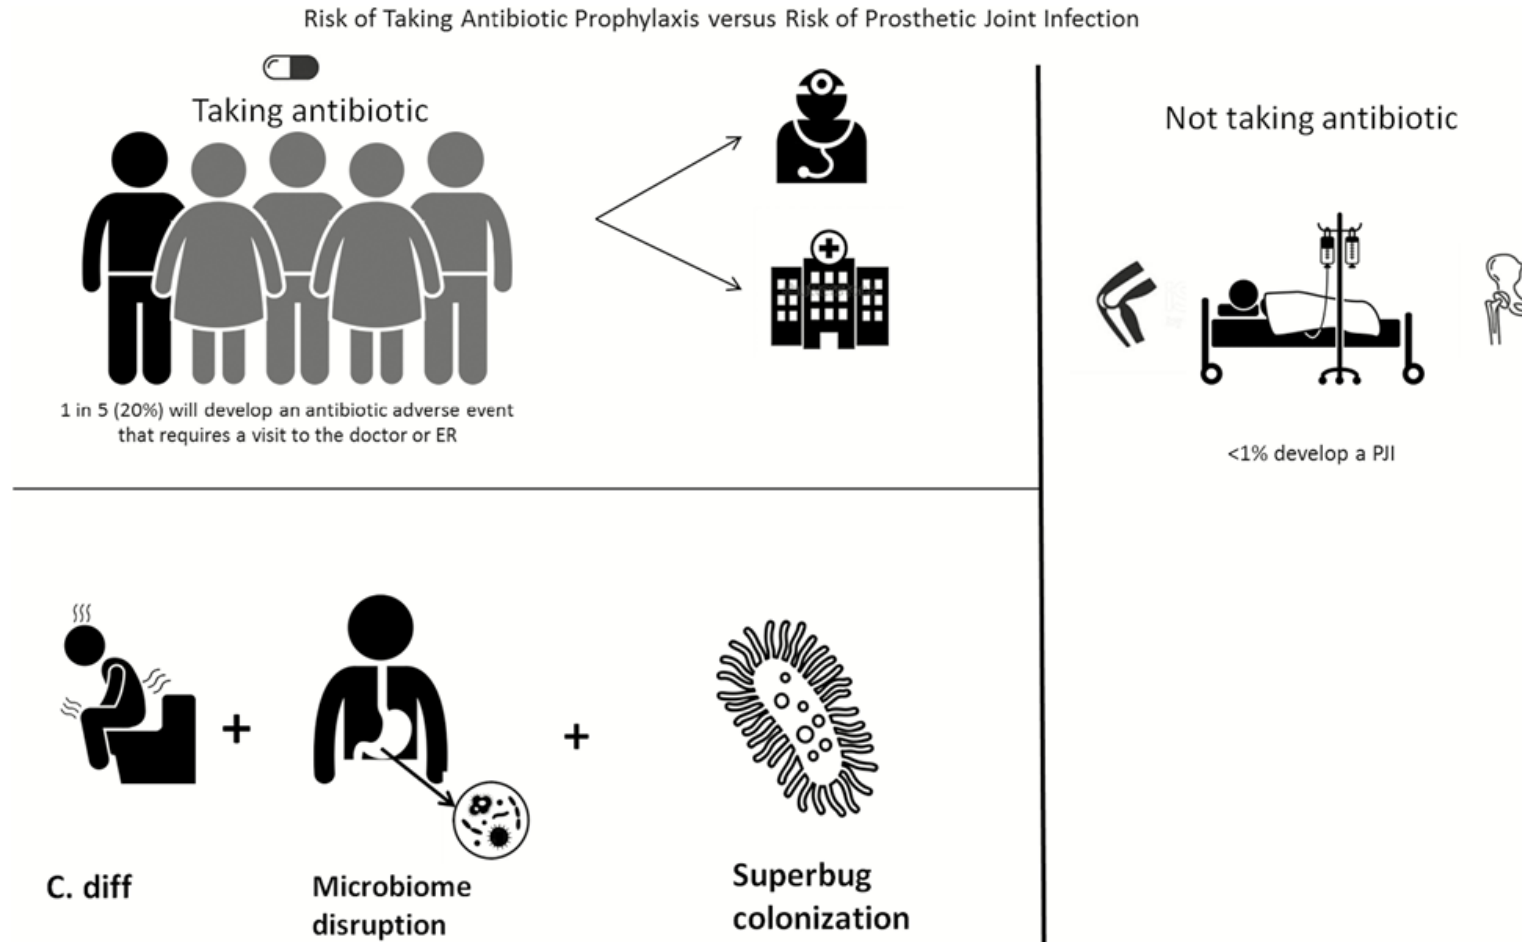 Risk of Taking Antibiotic Prophylaxis versus Risk of Prosthetic Joint Infection
Taking antibiotic
1 in 5 (20%) will develop an antibiotic adverse event
that requires a visit to the doctor or ER
Not taking antibiotic
<1% develop a PJI
C. diff
+
Microbiome
disruption
+
Superbug
colonization